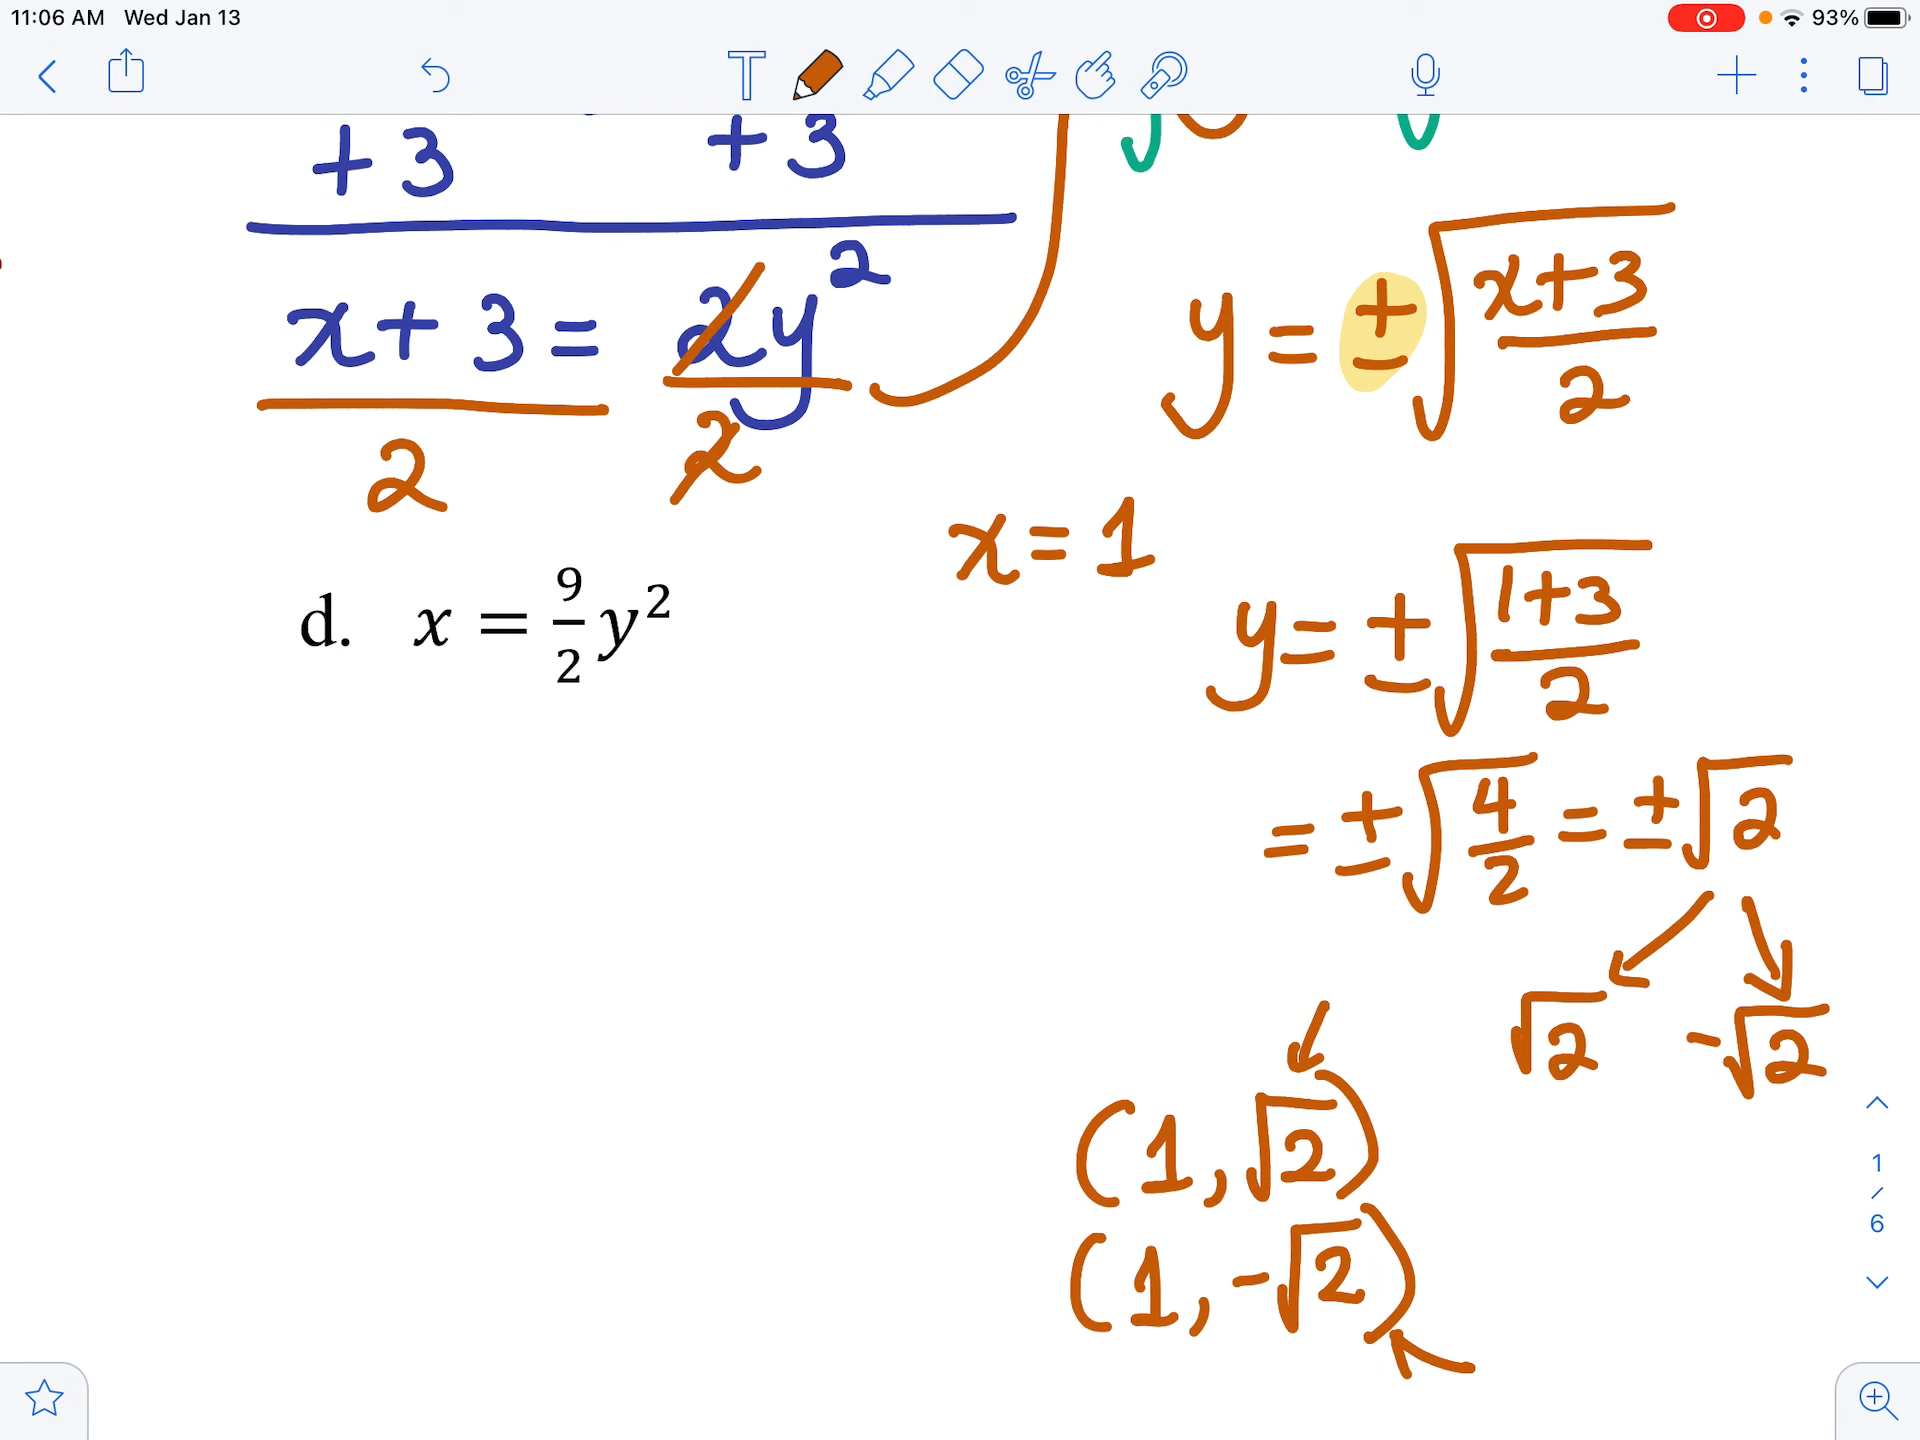 11:06 AM Wed Jan 13
93%
T
+ 3 + 3
x + 3 = 2y²
2 2
y = ± √((x+3)/2)
x = 1
y = ± √((1+3)/2)
= ± √(4/2) = ± √2
√2 -√2
(1, √2)
(1, -√2)
d. x = 9/2 y²
1
/
6